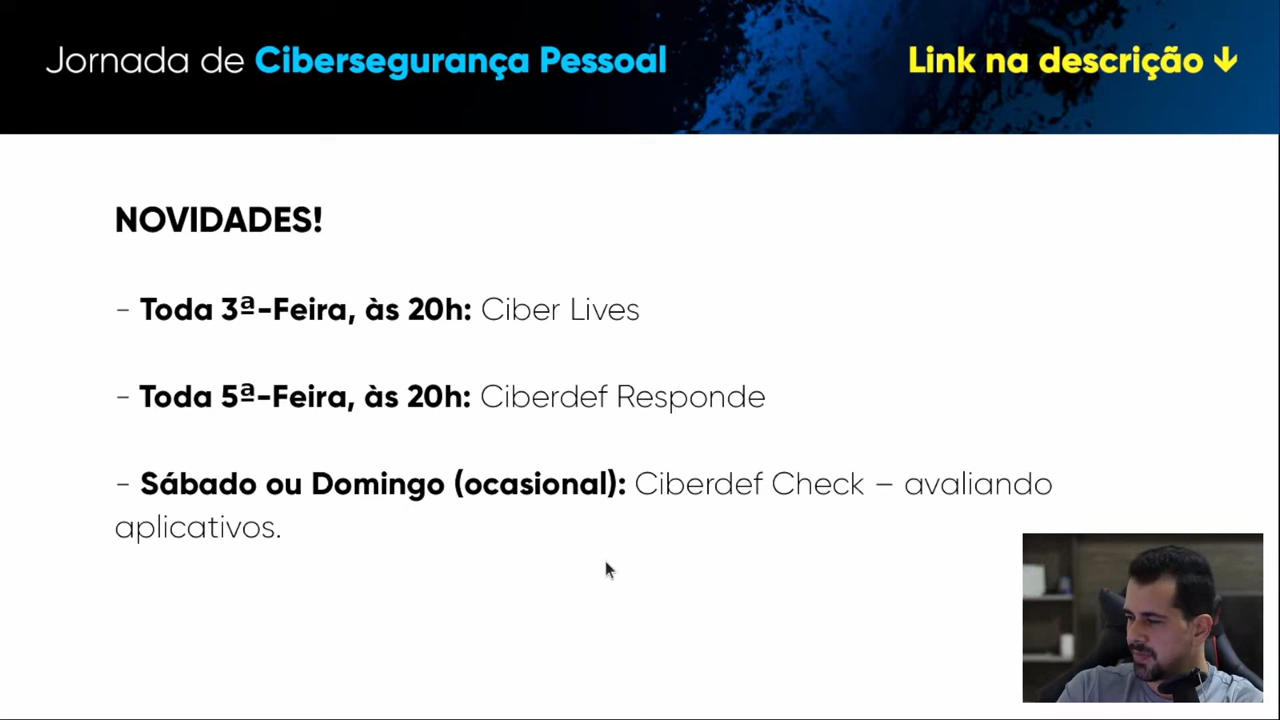 Jornada de Cibersegurança Pessoal
Link na descrição ↓
NOVIDADES!
- Toda 3ª-Feira, às 20h: Ciber Lives
- Toda 5ª-Feira, às 20h: Ciberdef Responde
- Sábado ou Domingo (ocasional): Ciberdef Check – avaliando
aplicativos.